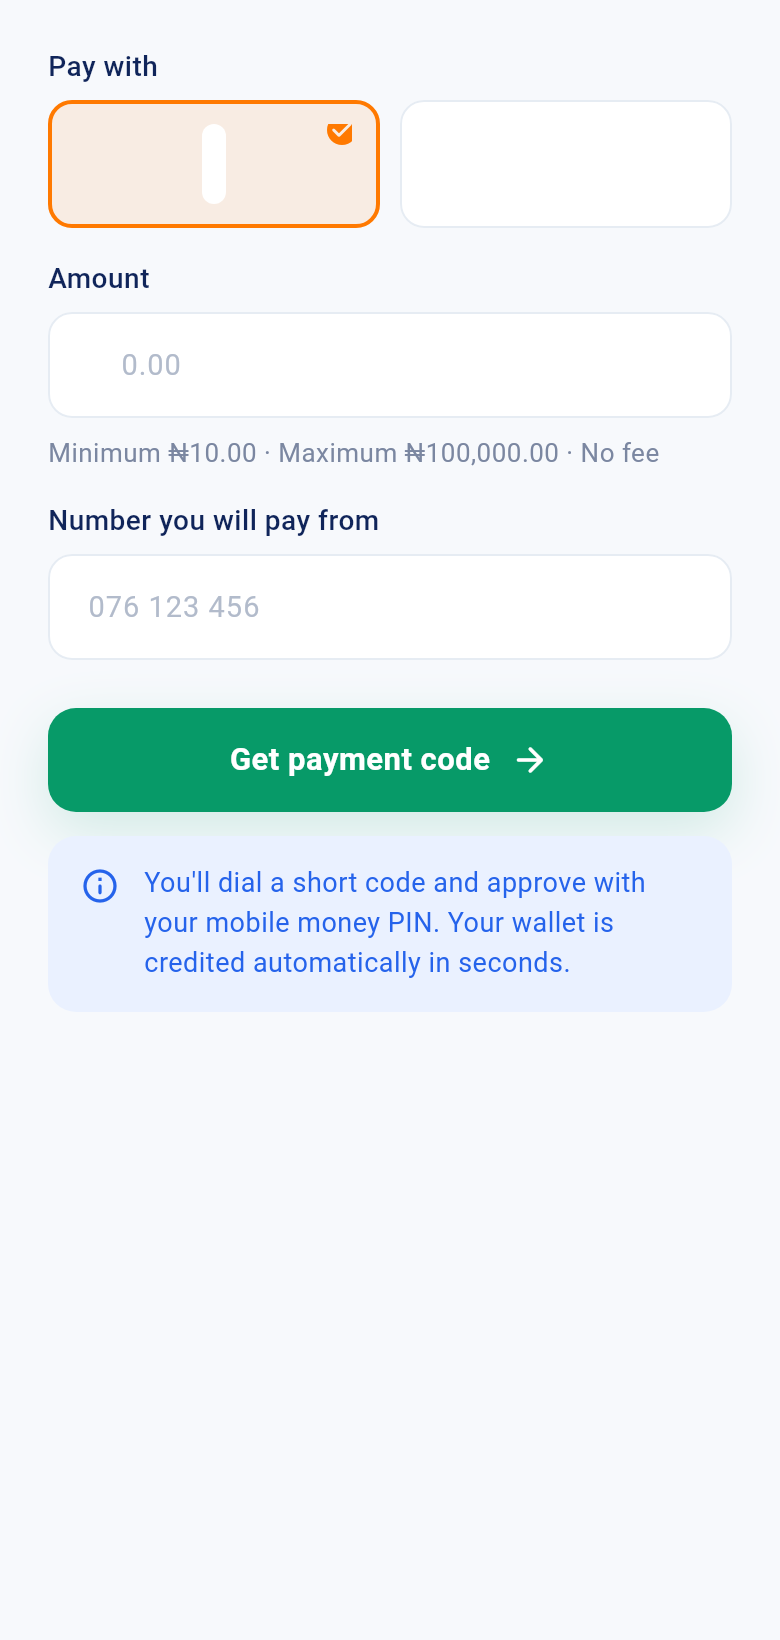 Pay with
Amount
0.00
Minimum ₦10.00 · Maximum ₦100,000.00 · No fee
Number you will pay from
076 123 456
Get payment code
You'll dial a short code and approve with
your mobile money PIN. Your wallet is
credited automatically in seconds.